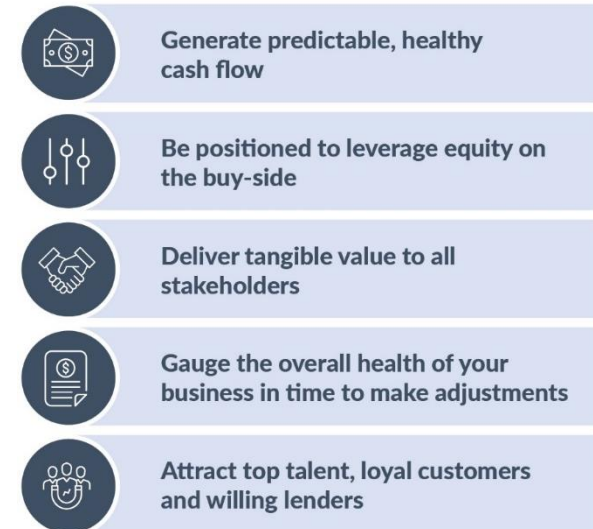 Generate predictable, healthy
cash flow
Be positioned to leverage equity on
the buy-side
Deliver tangible value to all
stakeholders
Gauge the overall health of your
business in time to make adjustments
Attract top talent, loyal customers
and willing lenders